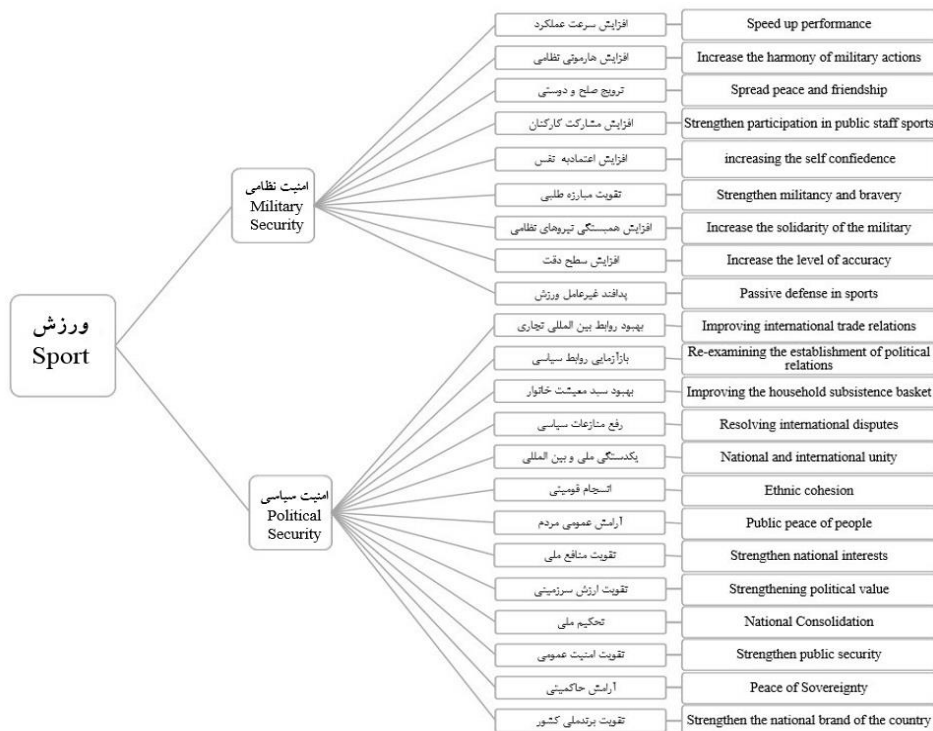 ورزش
Sport
امنیت نظامی
Military
Security
افزایش سرعت عملکرد
Speed up performance
افزایش هارمونی نظامی
Increase the harmony of military actions
ترویج صلح و دوستی
Spread peace and friendship
افزایش مشارکت کارکنان
Strengthen participation in public staff sports
افزایش اعتمادبه نفس
increasing the self confiedence
تقویت مبارزه طلبی
Strengthen militancy and bravery
افزایش همبستگی نیروهای نظامی
Increase the solidarity of the military
افزایش سطح دقت
Increase the level of accuracy
پدافند غیرعامل ورزش
Passive defense in sports
امنیت سیاسی
Political
Security
بهبود روابط بین المللی تجاری
Improving international trade relations
بازآزمایی روابط سیاسی
Re-examining the establishment of political
relations
بهبود سبد معیشت خانوار
Improving the household subsistence basket
رفع منازعات سیاسی
Resolving international disputes
یکدستگی ملی و بین المللی
National and international unity
انسجام قومیتی
Ethnic cohesion
آرامش عمومی مردم
Public peace of people
تقویت منافع ملی
Strengthen national interests
تقویت ارزش سرزمینی
Strengthening political value
تحکیم ملی
National Consolidation
تقویت امنیت عمومی
Strengthen public security
آرامش حاکمیتی
Peace of Sovereignty
تقویت برندملی کشور
Strengthen the national brand of the country